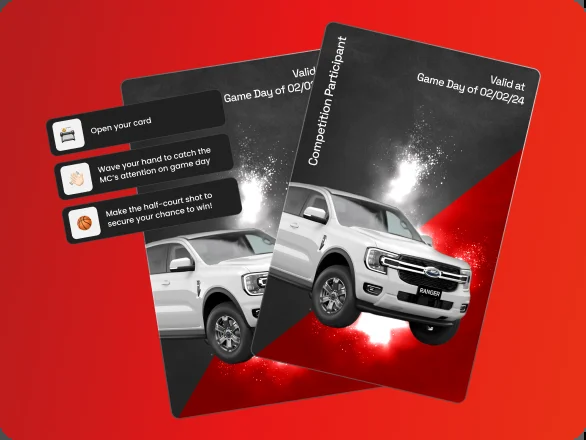 Valid
Game Day of 02/02
Open your card
Wave your hand to catch the
MC's attention on game day
Make the half-court shot to
secure your chance to win!
Competition Participant
Valid at
Game Day of 02/02/24
Ford
RANGER